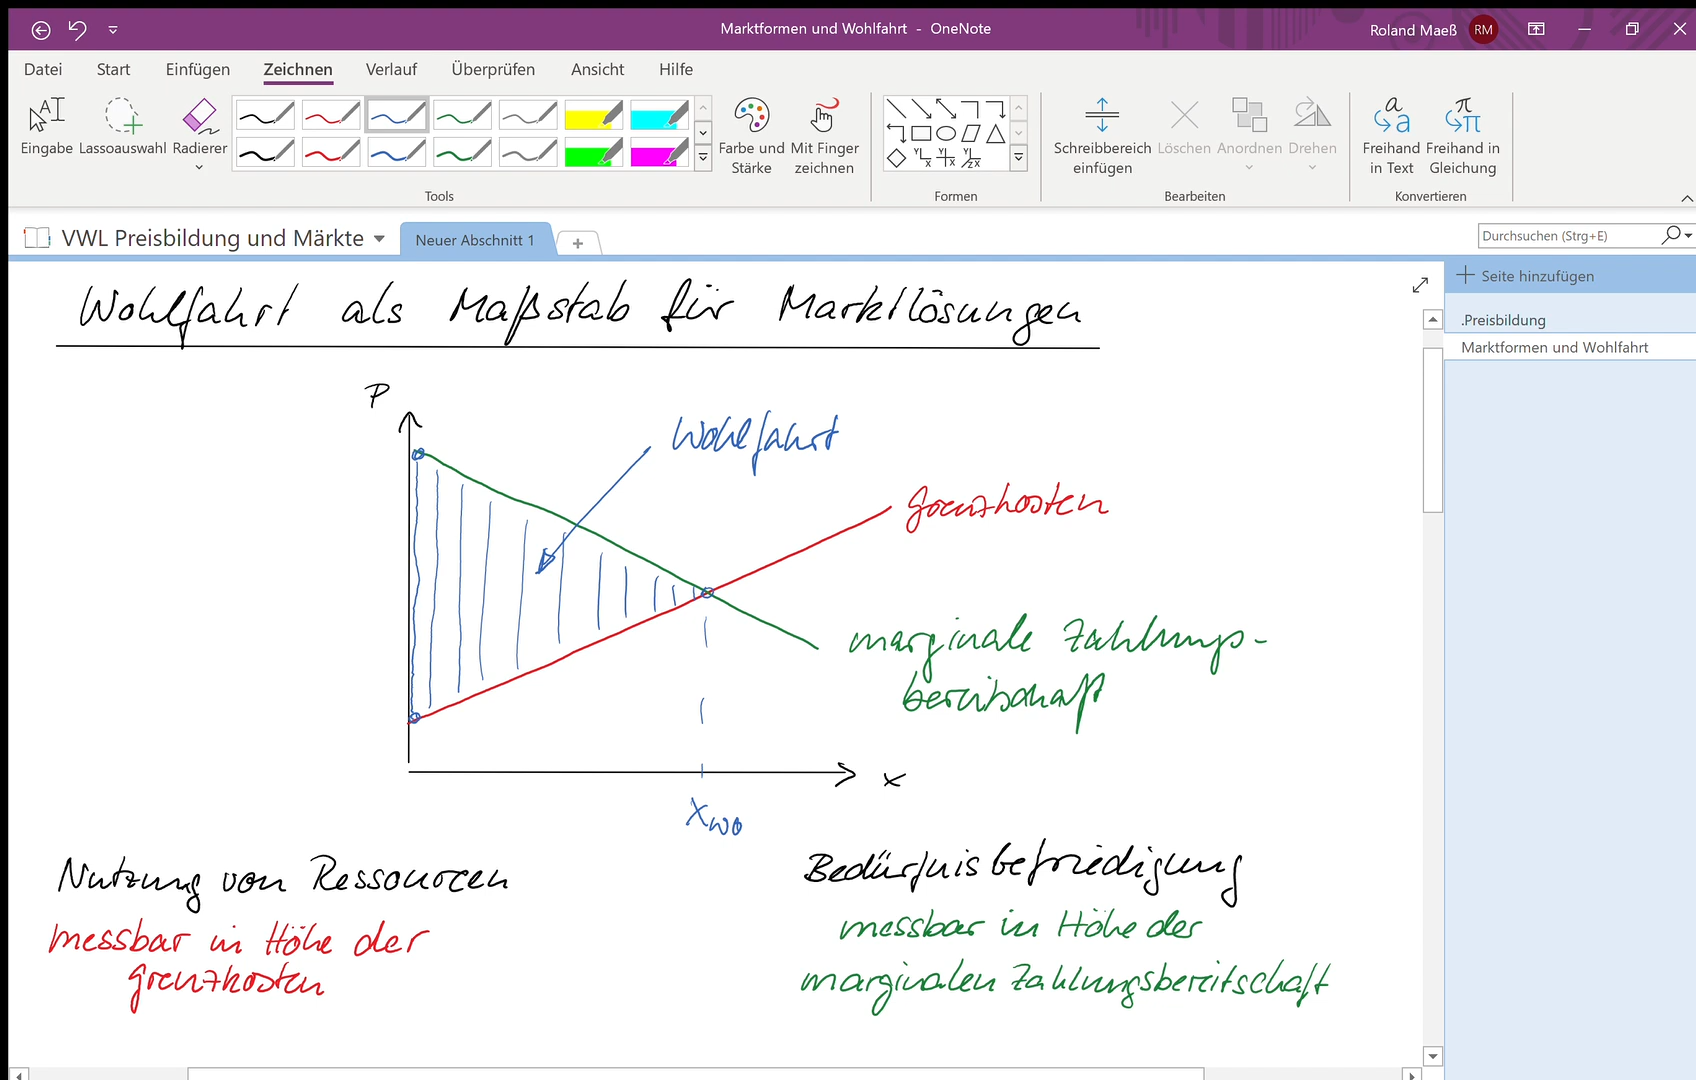 Marktformen und Wohlfahrt - OneNote
Roland Maeß RM
Datei Start Einfügen Zeichnen Verlauf Überprüfen Ansicht Hilfe
Eingabe Lassoauswahl Radierer
Farbe und Stärke
Mit Finger zeichnen
Schreibbereich einfügen
Löschen Anordnen Drehen
Freihand in Text
Freihand in Gleichung
Tools Formen Bearbeiten Konvertieren
VWL Preisbildung und Märkte
Neuer Abschnitt 1
Durchsuchen (Strg+E)
Seite hinzufügen
.Preisbildung
Marktformen und Wohlfahrt
Wohlfahrt als Maßstab für Marktlösungen
P
Wohlfahrt
Grenzkosten
marginale Zahlungs-
bereitschaft
x
xwo
Nutzung von Ressourcen
messbar in Höhe der
Grenzkosten
Bedürfnisbefriedigung
messbar in Höhe der
marginalen Zahlungsbereitschaft